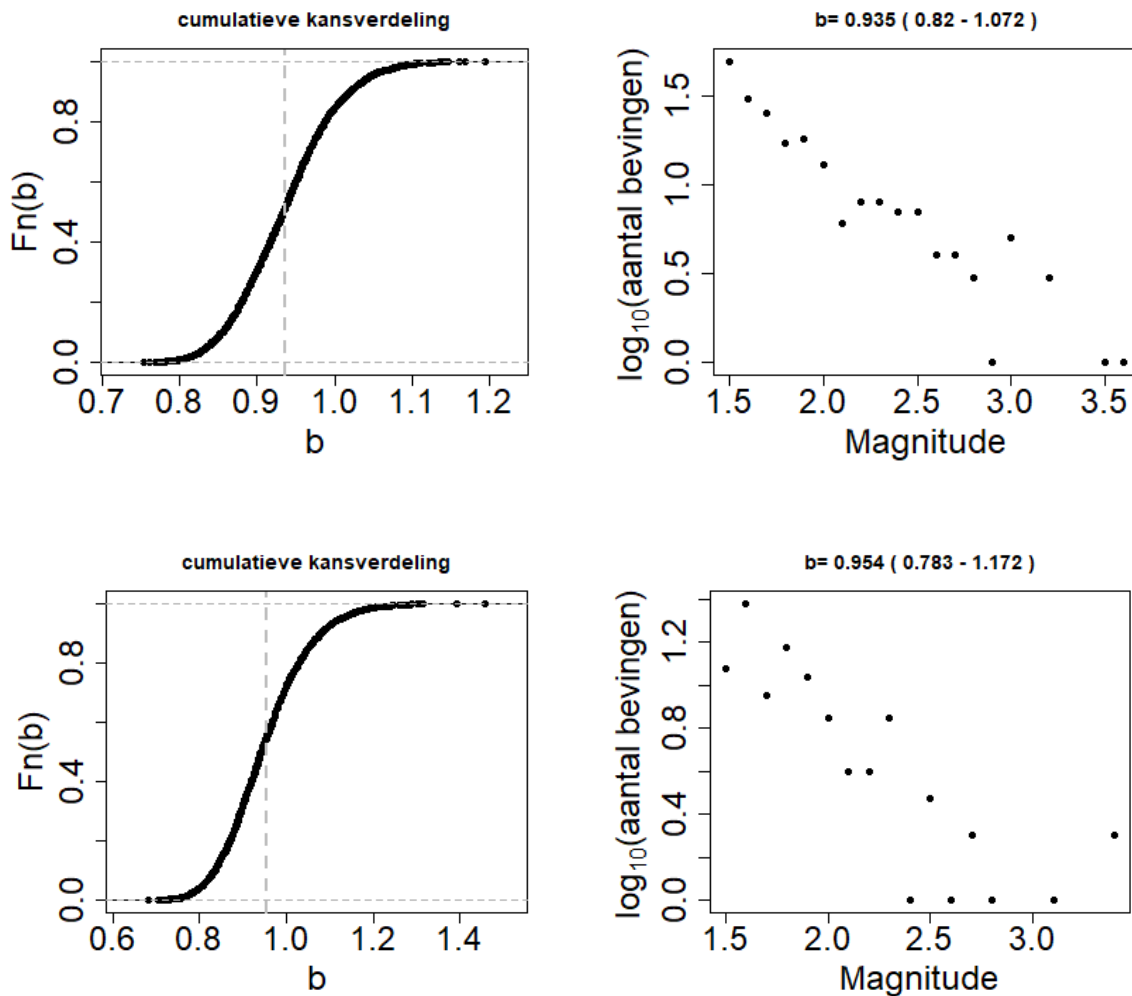 cumulatieve kansverdeling
Fn(b)
0.0 0.4 0.8
0.7 0.8 0.9 1.0 1.1 1.2
b
b= 0.935 ( 0.82 - 1.072 )
log10(aantal bevingen)
0.0 0.5 1.0 1.5
1.5 2.0 2.5 3.0 3.5
Magnitude
cumulatieve kansverdeling
Fn(b)
0.0 0.4 0.8
0.6 0.8 1.0 1.2 1.4
b
b= 0.954 ( 0.783 - 1.172 )
log10(aantal bevingen)
0.0 0.4 0.8 1.2
1.5 2.0 2.5 3.0
Magnitude